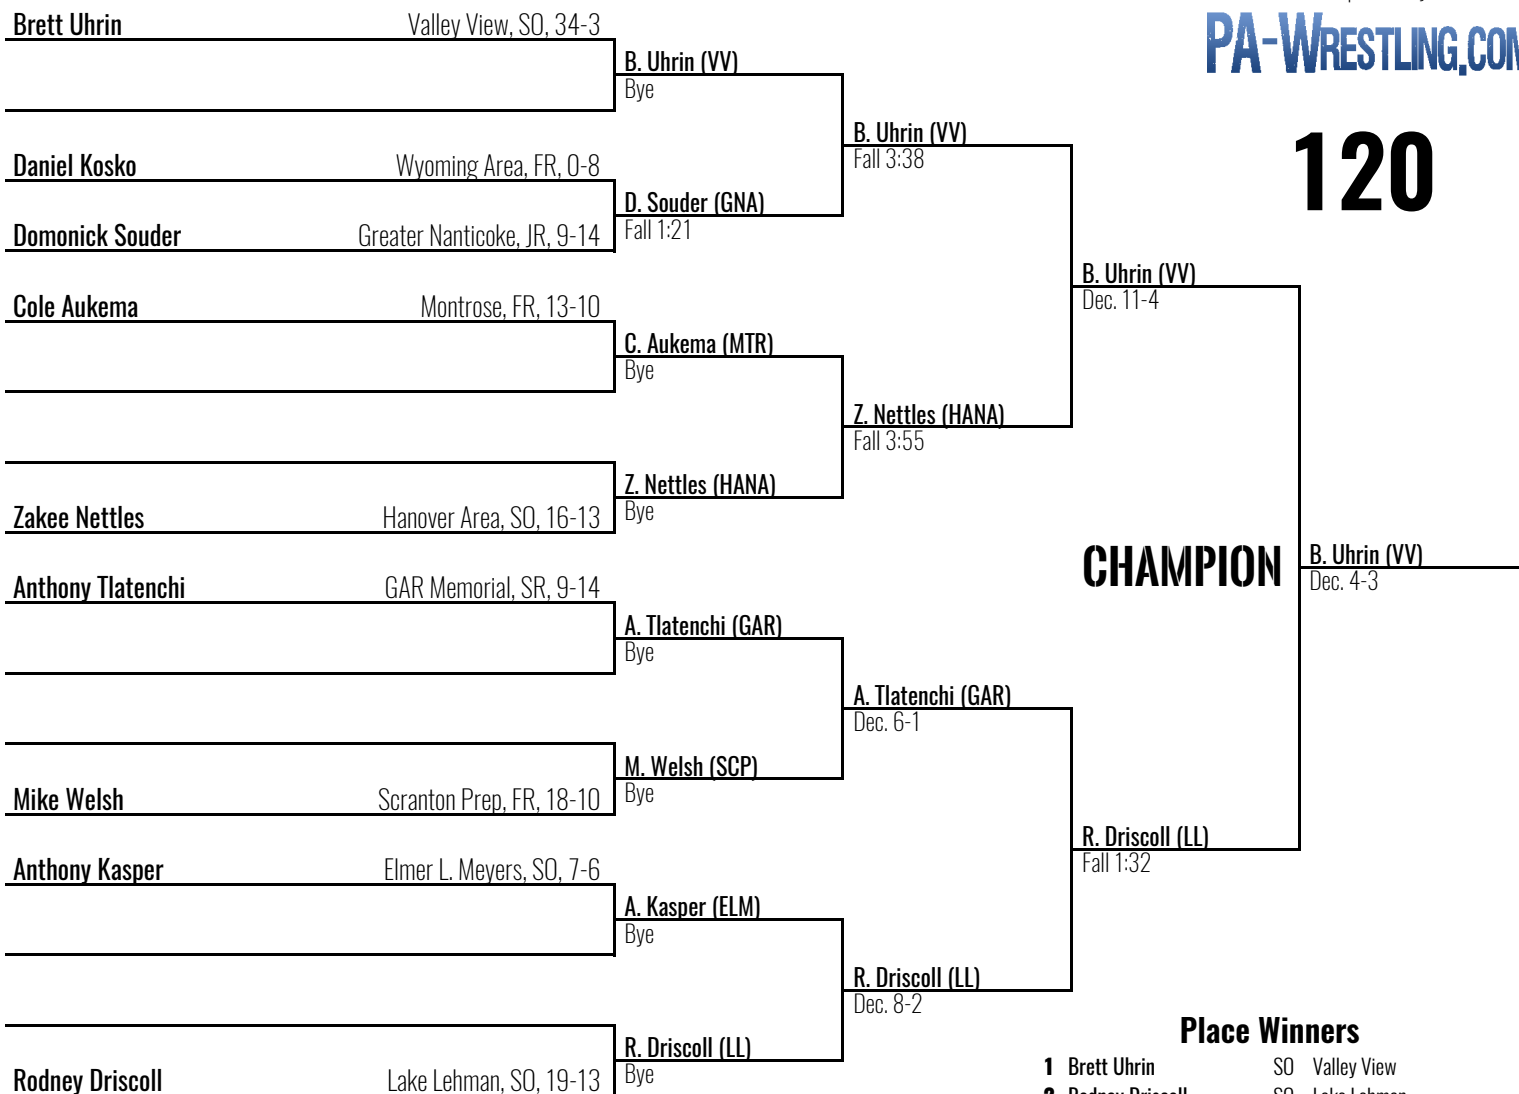 Brett Uhrin Valley View, SO, 34-3
B. Uhrin (VV)
Bye
PA-WRESTLING.COM
B. Uhrin (VV)
Fall 3:38
120
Daniel Kosko Wyoming Area, FR, 0-8
D. Souder (GNA)
Fall 1:21
Domonick Souder Greater Nanticoke, JR, 9-14
B. Uhrin (VV)
Dec. 11-4
Cole Aukema Montrose, FR, 13-10
C. Aukema (MTR)
Bye
Z. Nettles (HANA)
Fall 3:55
Z. Nettles (HANA)
Bye
Zakee Nettles Hanover Area, SO, 16-13
CHAMPION
B. Uhrin (VV)
Dec. 4-3
Anthony Tlatenchi GAR Memorial, SR, 9-14
A. Tlatenchi (GAR)
Bye
A. Tlatenchi (GAR)
Dec. 6-1
M. Welsh (SCP)
Bye
Mike Welsh Scranton Prep, FR, 18-10
R. Driscoll (LL)
Fall 1:32
Anthony Kasper Elmer L. Meyers, SO, 7-6
A. Kasper (ELM)
Bye
R. Driscoll (LL)
Dec. 8-2
Place Winners
R. Driscoll (LL)
Bye
1 Brett Uhrin SO Valley View
Rodney Driscoll Lake Lehman, SO, 19-13
2 Rodney Driscoll SO Lake Lehman